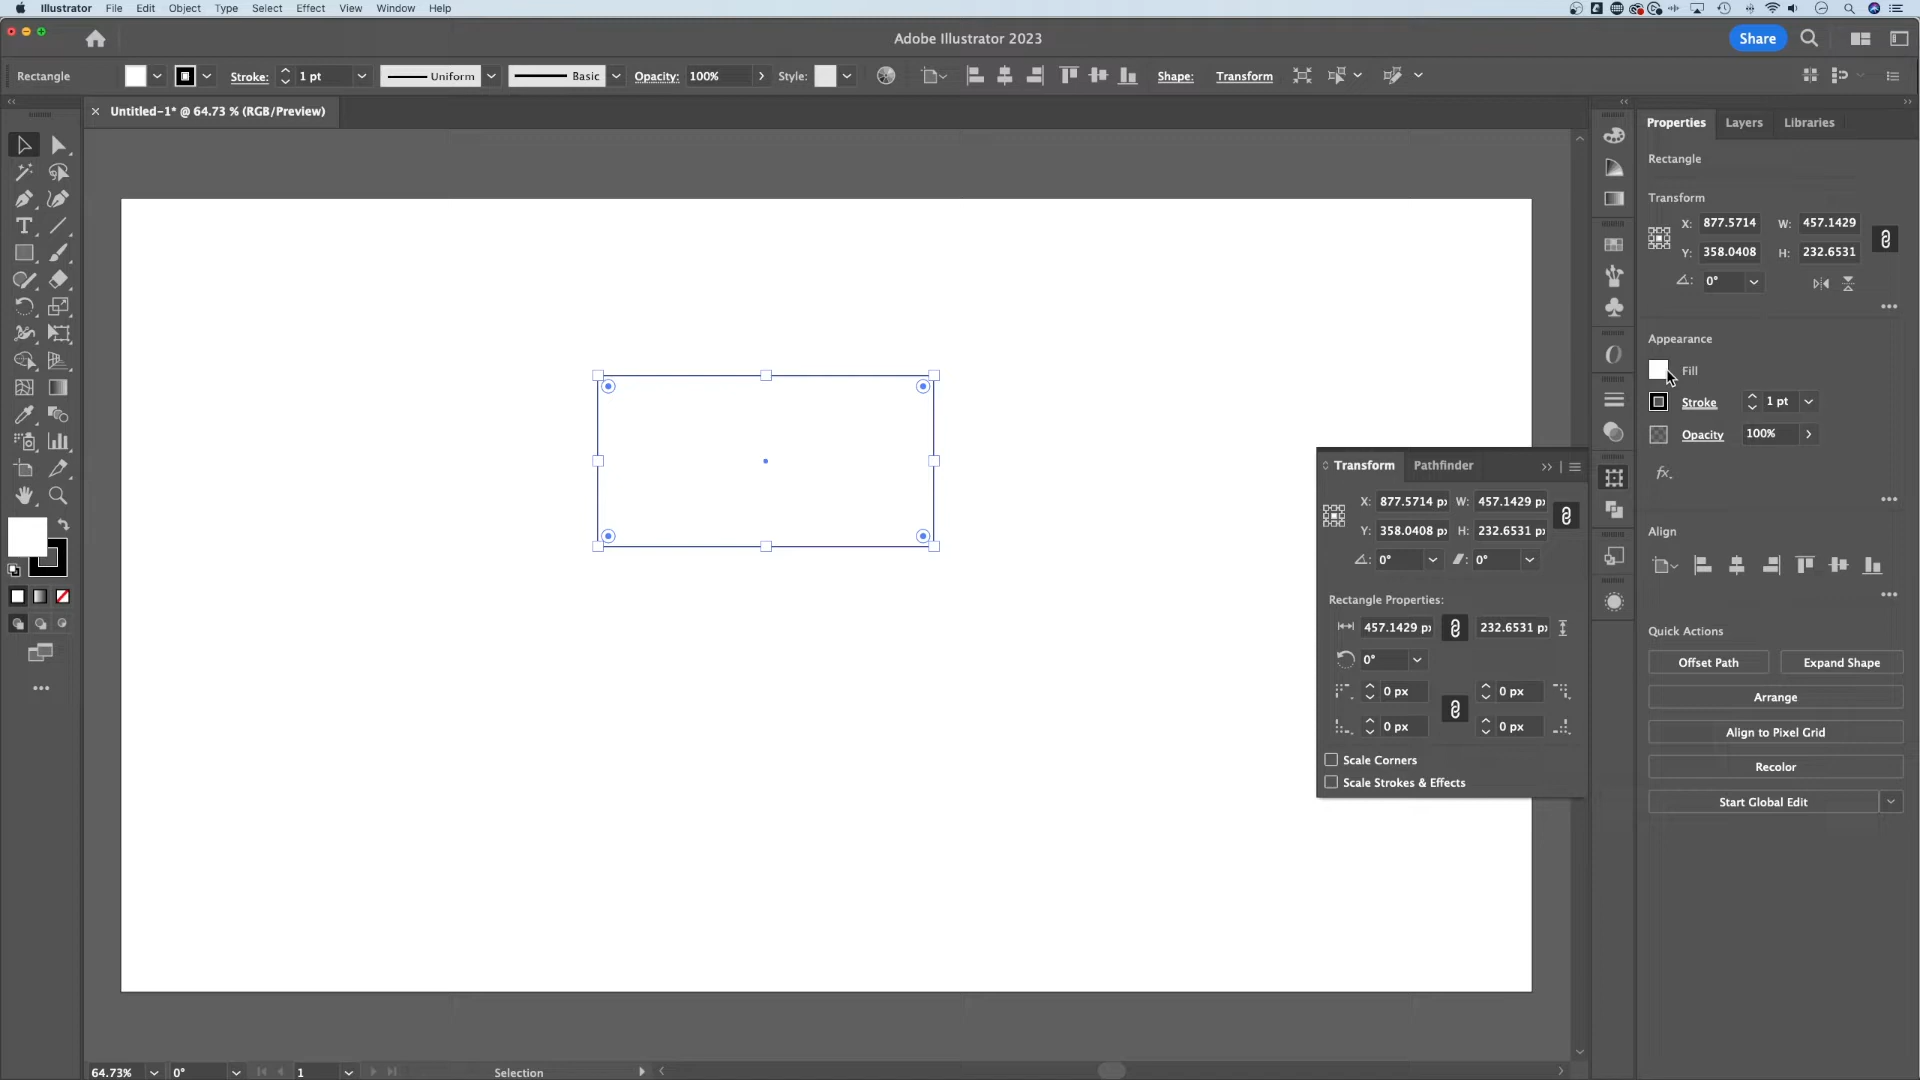 Illustrator File Edit Object Type Select Effect View Window Help
Adobe Illustrator 2023
Share
Rectangle Stroke: 1 pt Uniform Basic Opacity: 100% Style: Shape: Transform
× Untitled-1* @ 64.73 % (RGB/Preview)
Properties Layers Libraries
Rectangle
Transform
X: 877.5714 W: 457.1429
Y: 358.0408 H: 232.6531
0°
Appearance
Fill
Stroke 1 pt
Opacity 100%
fx.
Align
Quick Actions
Offset Path Expand Shape
Arrange
Align to Pixel Grid
Recolor
Start Global Edit
Transform Pathfinder
X: 877.5714 px W: 457.1429 px
Y: 358.0408 px H: 232.6531 px
0° 0°
Rectangle Properties:
457.1429 px 232.6531 px
0°
0 px 0 px
0 px 0 px
Scale Corners
Scale Strokes & Effects
64.73% 0° 1 Selection